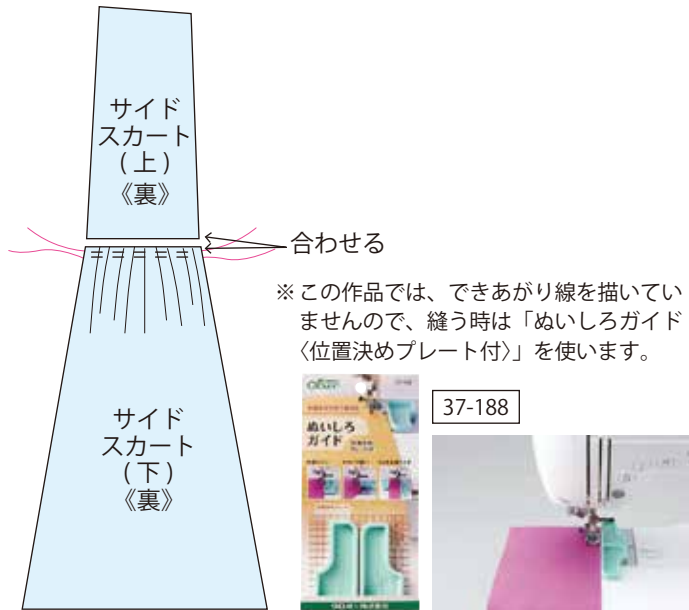 サイド
スカート
(上)
《裏》
合わせる
※この作品では、できあがり線を描いてい
ませんので、縫う時は「ぬいしろガイド
〈位置決めプレート付〉」を使います。
サイド
スカート
(下)
《裏》
37-188
Clover
ぬいしろ
ガイド